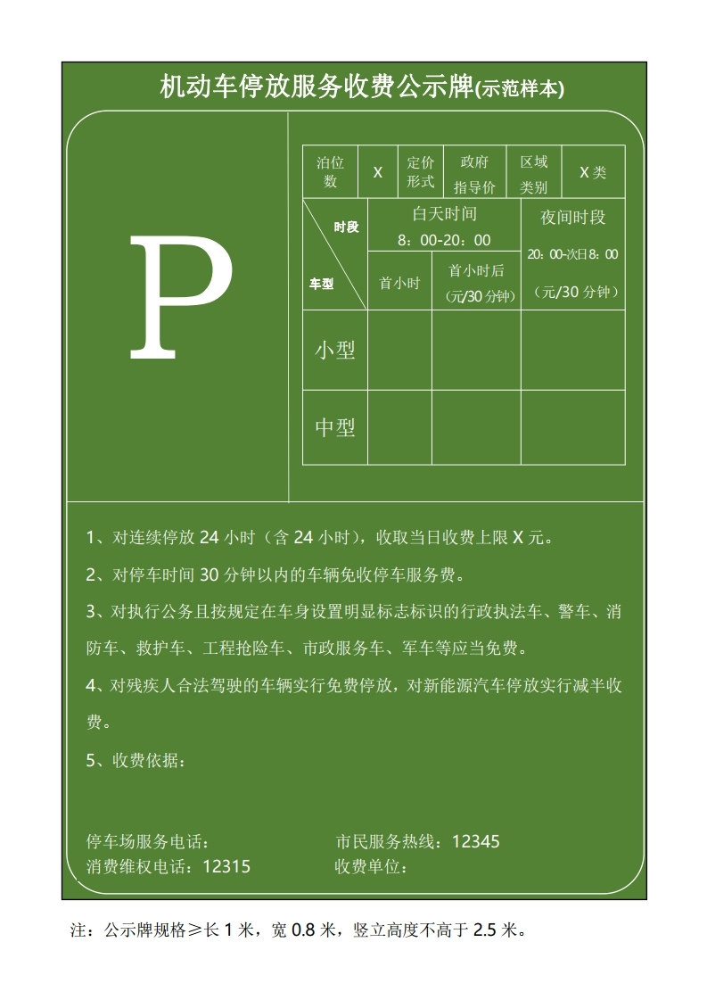 机动车停放服务收费公示牌(示范样本)
P
泊位数 X 定价形式 政府指导价 区域类别 X 类
时段
车型
白天时间
8：00-20：00
夜间时段
20：00-次日8：00
（元/30 分钟）
首小时
首小时后
（元/30 分钟）
小型
中型
1、对连续停放 24 小时（含 24 小时），收取当日收费上限 X 元。
2、对停车时间 30 分钟以内的车辆免收停车服务费。
3、对执行公务且按规定在车身设置明显标志标识的行政执法车、警车、消
防车、救护车、工程抢险车、市政服务车、军车等应当免费。
4、对残疾人合法驾驶的车辆实行免费停放，对新能源汽车停放实行减半收
费。
5、收费依据：
停车场服务电话： 市民服务热线：12345
消费维权电话：12315 收费单位：
注：公示牌规格≥长 1 米，宽 0.8 米，竖立高度不高于 2.5 米。